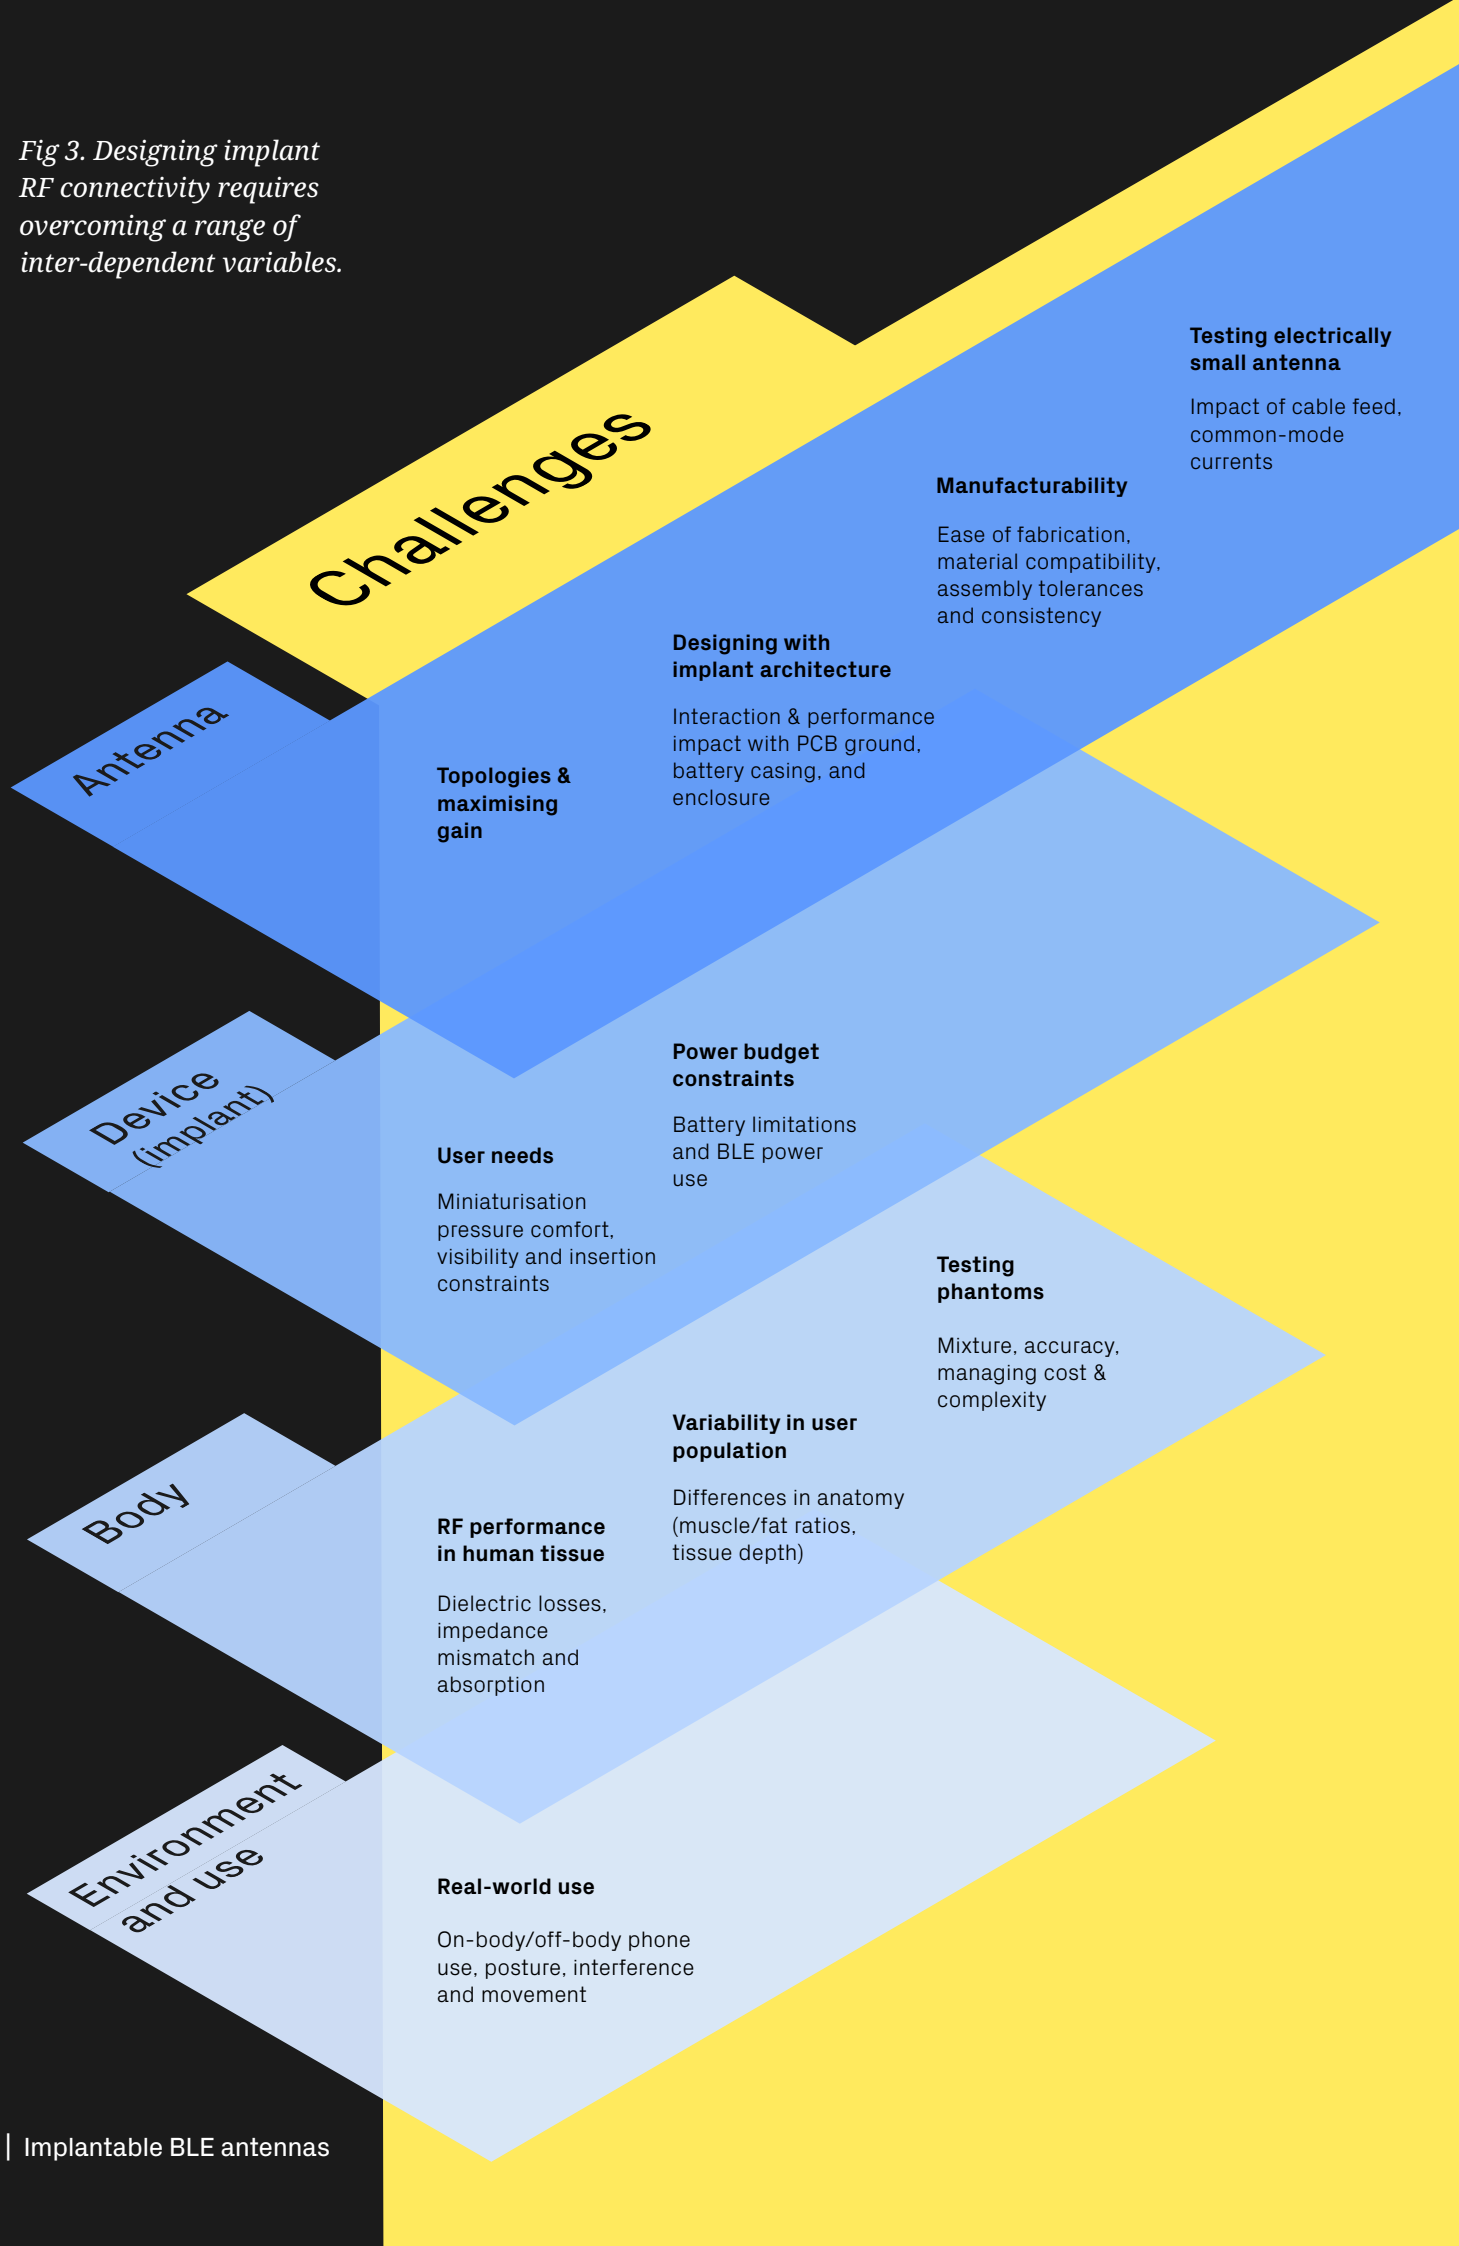 Fig 3. Designing implant
RF connectivity requires
overcoming a range of
inter-dependent variables.
Challenges
Antenna
Topologies &
maximising
gain
Designing with
implant architecture
Interaction & performance
impact with PCB ground,
battery casing, and
enclosure
Manufacturability
Ease of fabrication,
material compatibility,
assembly tolerances
and consistency
Testing electrically
small antenna
Impact of cable feed,
common-mode
currents
Device
(implant)
User needs
Miniaturisation
pressure comfort,
visibility and insertion
constraints
Power budget
constraints
Battery limitations
and BLE power
use
Body
RF performance
in human tissue
Dielectric losses,
impedance
mismatch and
absorption
Variability in user
population
Differences in anatomy
(muscle/fat ratios,
tissue depth)
Testing
phantoms
Mixture, accuracy,
managing cost &
complexity
Environment
and use
Real-world use
On-body/off-body phone
use, posture, interference
and movement
| Implantable BLE antennas